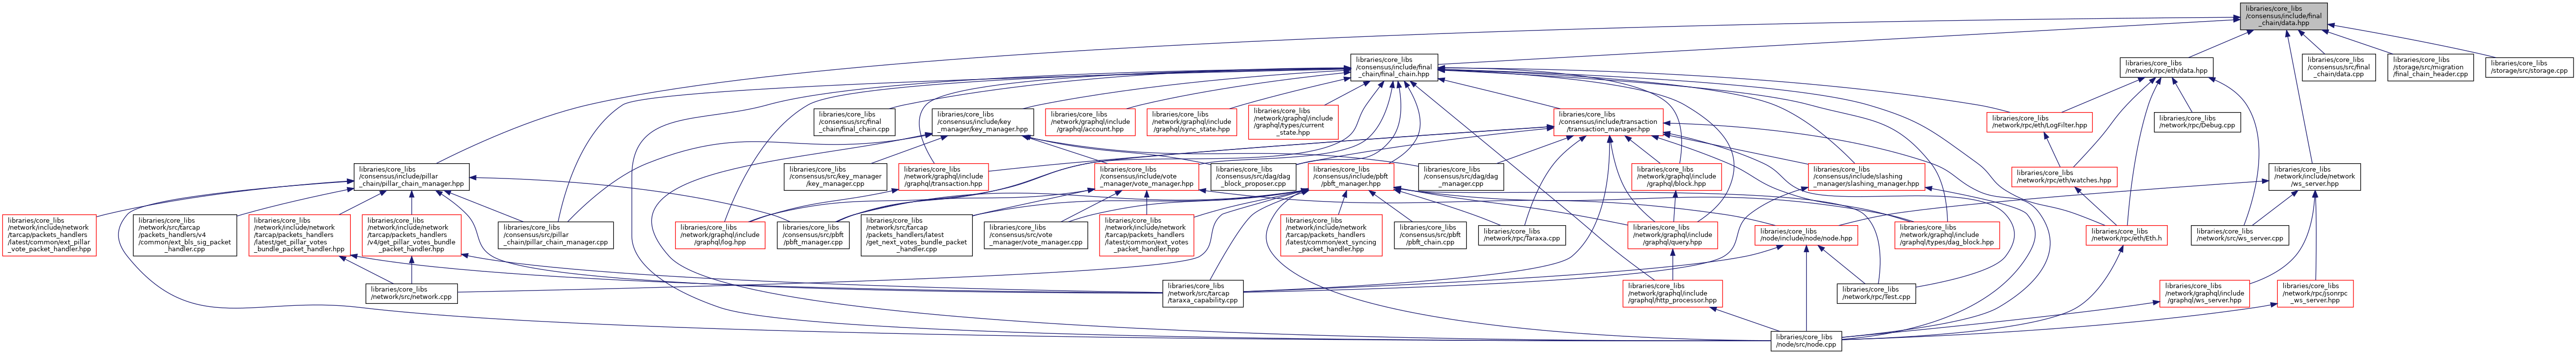 libraries/core_libs
/consensus/include/final
_chain/data.hpp
libraries/core_libs
/consensus/include/final
_chain/final_chain.hpp
libraries/core_libs
/network/rpc/eth/data.hpp
libraries/core_libs
/consensus/src/final
_chain/data.cpp
libraries/core_libs
/storage/src/migration
/final_chain_header.cpp
libraries/core_libs
/storage/src/storage.cpp
libraries/core_libs
/consensus/src/final
_chain/final_chain.cpp
libraries/core_libs
/consensus/include/key
_manager/key_manager.hpp
libraries/core_libs
/network/graphql/include
/graphql/account.hpp
libraries/core_libs
/network/graphql/include
/graphql/sync_state.hpp
libraries/core_libs
/network/graphql/include
/graphql/types/current
_state.hpp
libraries/core_libs
/consensus/include/transaction
/transaction_manager.hpp
libraries/core_libs
/network/rpc/eth/LogFilter.hpp
libraries/core_libs
/network/rpc/Debug.cpp
libraries/core_libs
/consensus/include/pillar
_chain/pillar_chain_manager.hpp
libraries/core_libs
/consensus/src/key_manager
/key_manager.cpp
libraries/core_libs
/network/graphql/include
/graphql/transaction.hpp
libraries/core_libs
/consensus/include/vote
_manager/vote_manager.hpp
libraries/core_libs
/consensus/src/dag/dag
_block_proposer.cpp
libraries/core_libs
/consensus/include/pbft
/pbft_manager.hpp
libraries/core_libs
/consensus/src/dag/dag
_manager.cpp
libraries/core_libs
/network/graphql/include
/graphql/block.hpp
libraries/core_libs
/consensus/include/slashing
_manager/slashing_manager.hpp
libraries/core_libs
/network/rpc/eth/watches.hpp
libraries/core_libs
/network/include/network
/ws_server.hpp
libraries/core_libs
/network/include/network
/tarcap/packets_handlers
/latest/common/ext_pillar
_vote_packet_handler.hpp
libraries/core_libs
/network/src/tarcap
/packets_handlers/v4
/common/ext_bls_sig_packet
_handler.cpp
libraries/core_libs
/network/include/network
/tarcap/packets_handlers
/latest/get_pillar_votes
_bundle_packet_handler.hpp
libraries/core_libs
/network/include/network
/tarcap/packets_handlers
/v4/get_pillar_votes_bundle
_packet_handler.hpp
libraries/core_libs
/consensus/src/pillar
_chain/pillar_chain_manager.cpp
libraries/core_libs
/network/graphql/include
/graphql/log.hpp
libraries/core_libs
/consensus/src/pbft
/pbft_manager.cpp
libraries/core_libs
/network/src/tarcap
/packets_handlers/latest
/get_next_votes_bundle_packet
_handler.cpp
libraries/core_libs
/consensus/src/vote
_manager/vote_manager.cpp
libraries/core_libs
/network/include/network
/tarcap/packets_handlers
/latest/common/ext_votes
_packet_handler.hpp
libraries/core_libs
/network/include/network
/tarcap/packets_handlers
/latest/common/ext_syncing
_packet_handler.hpp
libraries/core_libs
/consensus/src/pbft
/pbft_chain.cpp
libraries/core_libs
/network/rpc/Taraxa.cpp
libraries/core_libs
/network/graphql/include
/graphql/query.hpp
libraries/core_libs
/node/include/node/node.hpp
libraries/core_libs
/network/graphql/include
/graphql/types/dag_block.hpp
libraries/core_libs
/network/rpc/eth/Eth.h
libraries/core_libs
/network/src/ws_server.cpp
libraries/core_libs
/network/src/network.cpp
libraries/core_libs
/network/src/tarcap
/taraxa_capability.cpp
libraries/core_libs
/network/graphql/include
/graphql/http_processor.hpp
libraries/core_libs
/network/rpc/Test.cpp
libraries/core_libs
/network/graphql/include
/graphql/ws_server.hpp
libraries/core_libs
/network/rpc/jsonrpc
_ws_server.hpp
libraries/core_libs
/node/src/node.cpp